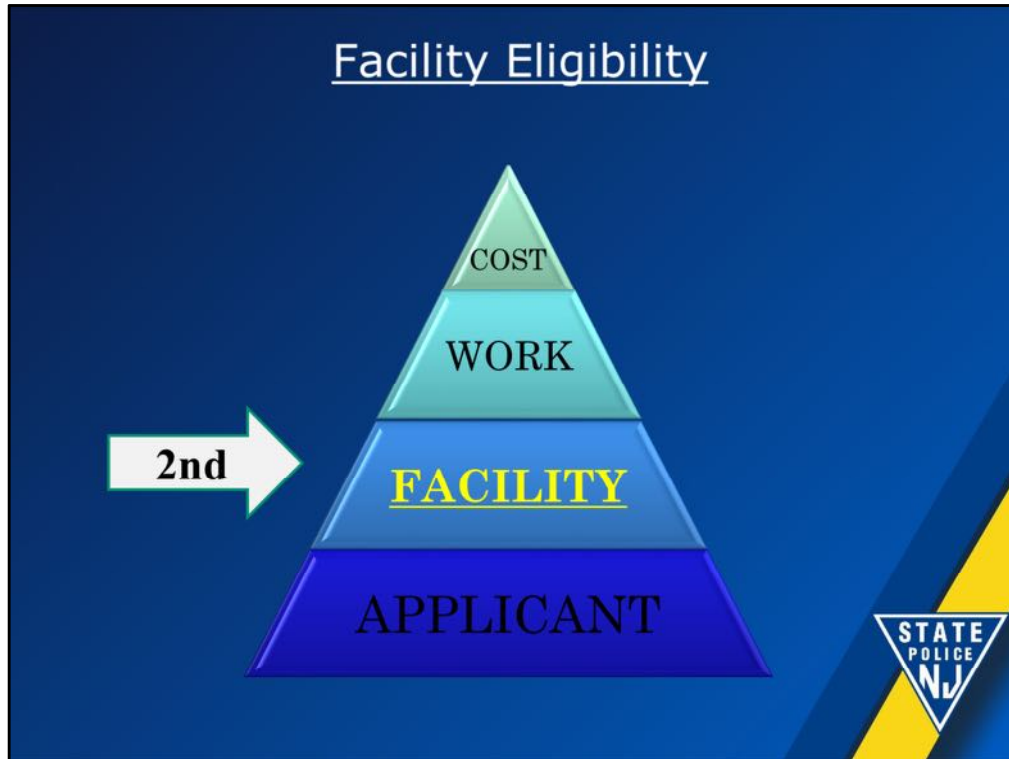 Facility Eligibility
COST
WORK
2nd
FACILITY
APPLICANT
STATE
POLICE
NJ